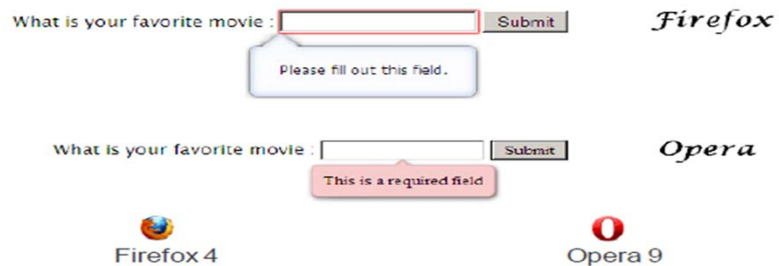 What is your favorite movie : Submit Firefox
Please fill out this field.
What is your favorite movie : Submit Opera
This is a required field
Firefox 4 Opera 9